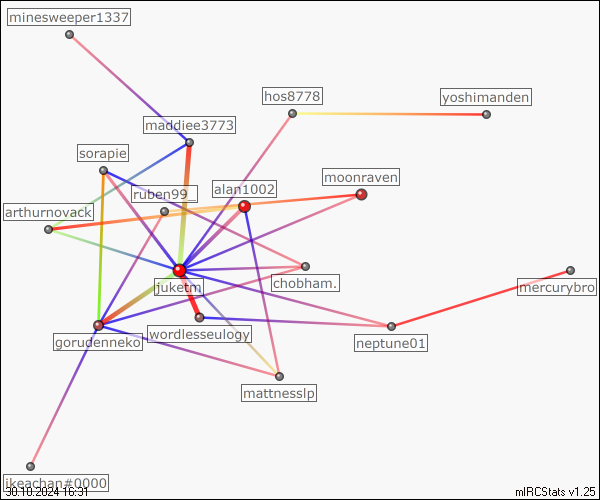 minesweeper1337
hos8778
yoshimanden
maddiee3773
sorapie
moonraven
alan1002
ruben99_
arthurnovack
juketm
chobham.
mercurybro
wordlesseulogy
gorudenneko
neptune01
mattnesslp
ikeachan#0000
30.10.2024 16:31
mIRCStats v1.25